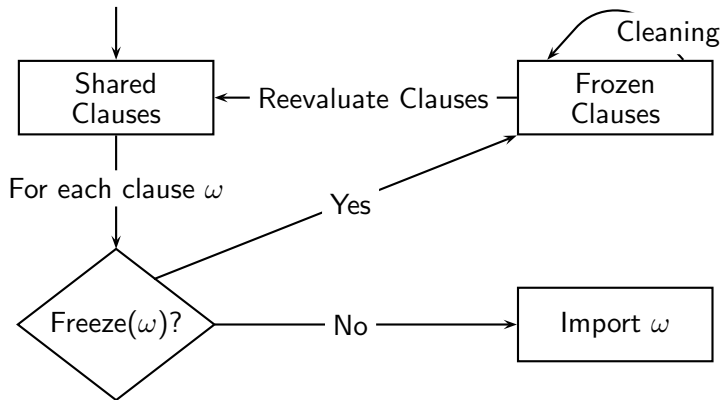 Cleaning
Shared
Clauses
Reevaluate Clauses
Frozen
Clauses
For each clause ω
Yes
Freeze(ω)?
No
Import ω